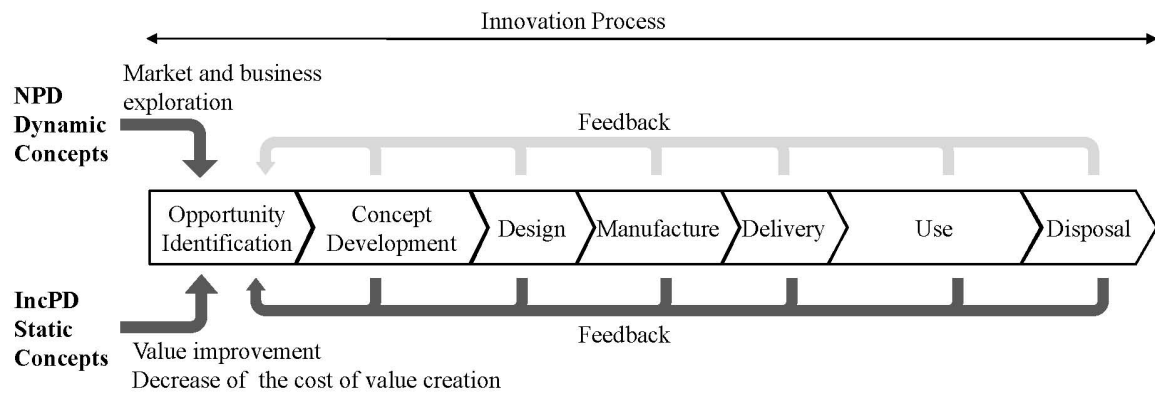 Innovation Process
Market and business
exploration
NPD
Dynamic
Concepts
Feedback
Opportunity
Identification
Concept
Development
Design
Manufacture
Delivery
Use
Disposal
IncPD
Static
Concepts
Feedback
Value improvement
Decrease of the cost of value creation